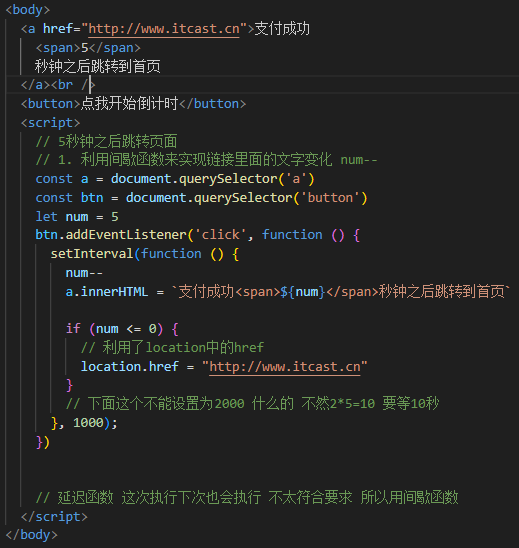 <body>
<a href="http://www.itcast.cn">支付成功
<span>5</span>
秒钟之后跳转到首页
</a><br />
<button>点我开始倒计时</button>
<script>
// 5秒钟之后跳转页面
// 1. 利用间歇函数来实现链接里面的文字变化 num--
const a = document.querySelector('a')
const btn = document.querySelector('button')
let num = 5
btn.addEventListener('click', function () {
setInterval(function () {
num--
a.innerHTML = `支付成功<span>${num}</span>秒钟之后跳转到首页`
if (num <= 0) {
// 利用了location中的href
location.href = "http://www.itcast.cn"
}
// 下面这个不能设置为2000 什么的 不然2*5=10 要等10秒
}, 1000);
})
// 延迟函数 这次执行下次也会执行 不太符合要求 所以用间歇函数
</script>
</body>